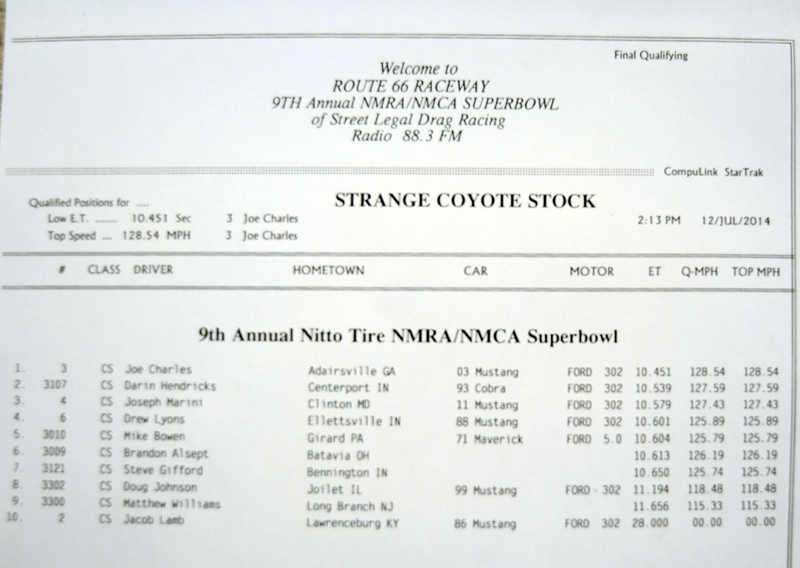 Final Qualifying
Welcome to
ROUTE 66 RACEWAY
9TH Annual NMRA/NMCA SUPERBOWL
of Street Legal Drag Racing
Radio 88.3 FM
CompuLink StarTrak
Qualified Positions for ....
STRANGE COYOTE STOCK
Low E.T. ....... 10.451 Sec 3 Joe Charles
2:13 PM 12/JUL/2014
Top Speed ... 128.54 MPH 3 Joe Charles
# CLASS DRIVER HOMETOWN CAR MOTOR ET Q-MPH TOP MPH
9th Annual Nitto Tire NMRA/NMCA Superbowl
1. 3 CS Joe Charles Adairsville GA 03 Mustang FORD 302 10.451 128.54 128.54
2. 3107 CS Darin Hendricks Centerport IN 93 Cobra FORD 302 10.539 127.59 127.59
3. 4 CS Joseph Marini Clinton MD 11 Mustang FORD 302 10.579 127.43 127.43
4. 6 CS Drew Lyons Ellettsville IN 88 Mustang FORD 302 10.601 125.89 125.89
5. 3010 CS Mike Bowen Girard PA 71 Maverick FORD 5.0 10.604 125.79 125.79
6. 3009 CS Brandon Alsept Batavia OH 10.613 126.19 126.19
7. 3121 CS Steve Gifford Bennington IN 10.650 125.74 125.74
8. 3302 CS Doug Johnson Joilet IL 99 Mustang FORD 302 11.194 118.48 118.48
9. 3300 CS Matthew Williams Long Branch NJ 11.656 115.33 115.33
10. 2 CS Jacob Lamb Lawrenceburg KY 86 Mustang FORD 302 28.000 00.00 00.00